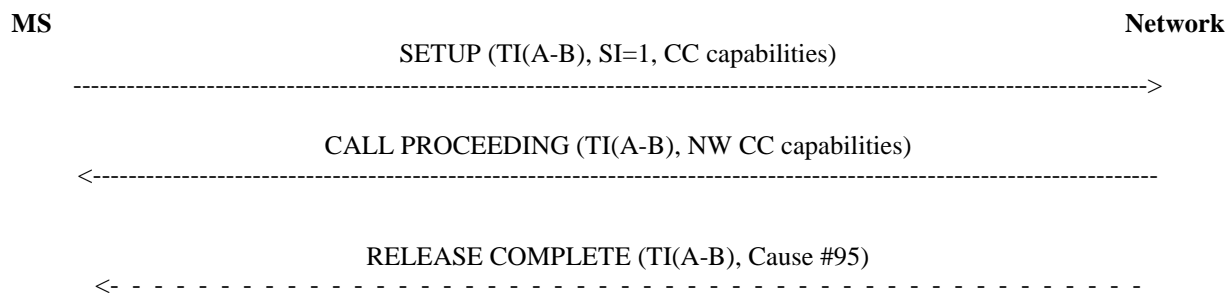 MS Network
SETUP (TI(A-B), SI=1, CC capabilities)
CALL PROCEEDING (TI(A-B), NW CC capabilities)
RELEASE COMPLETE (TI(A-B), Cause #95)